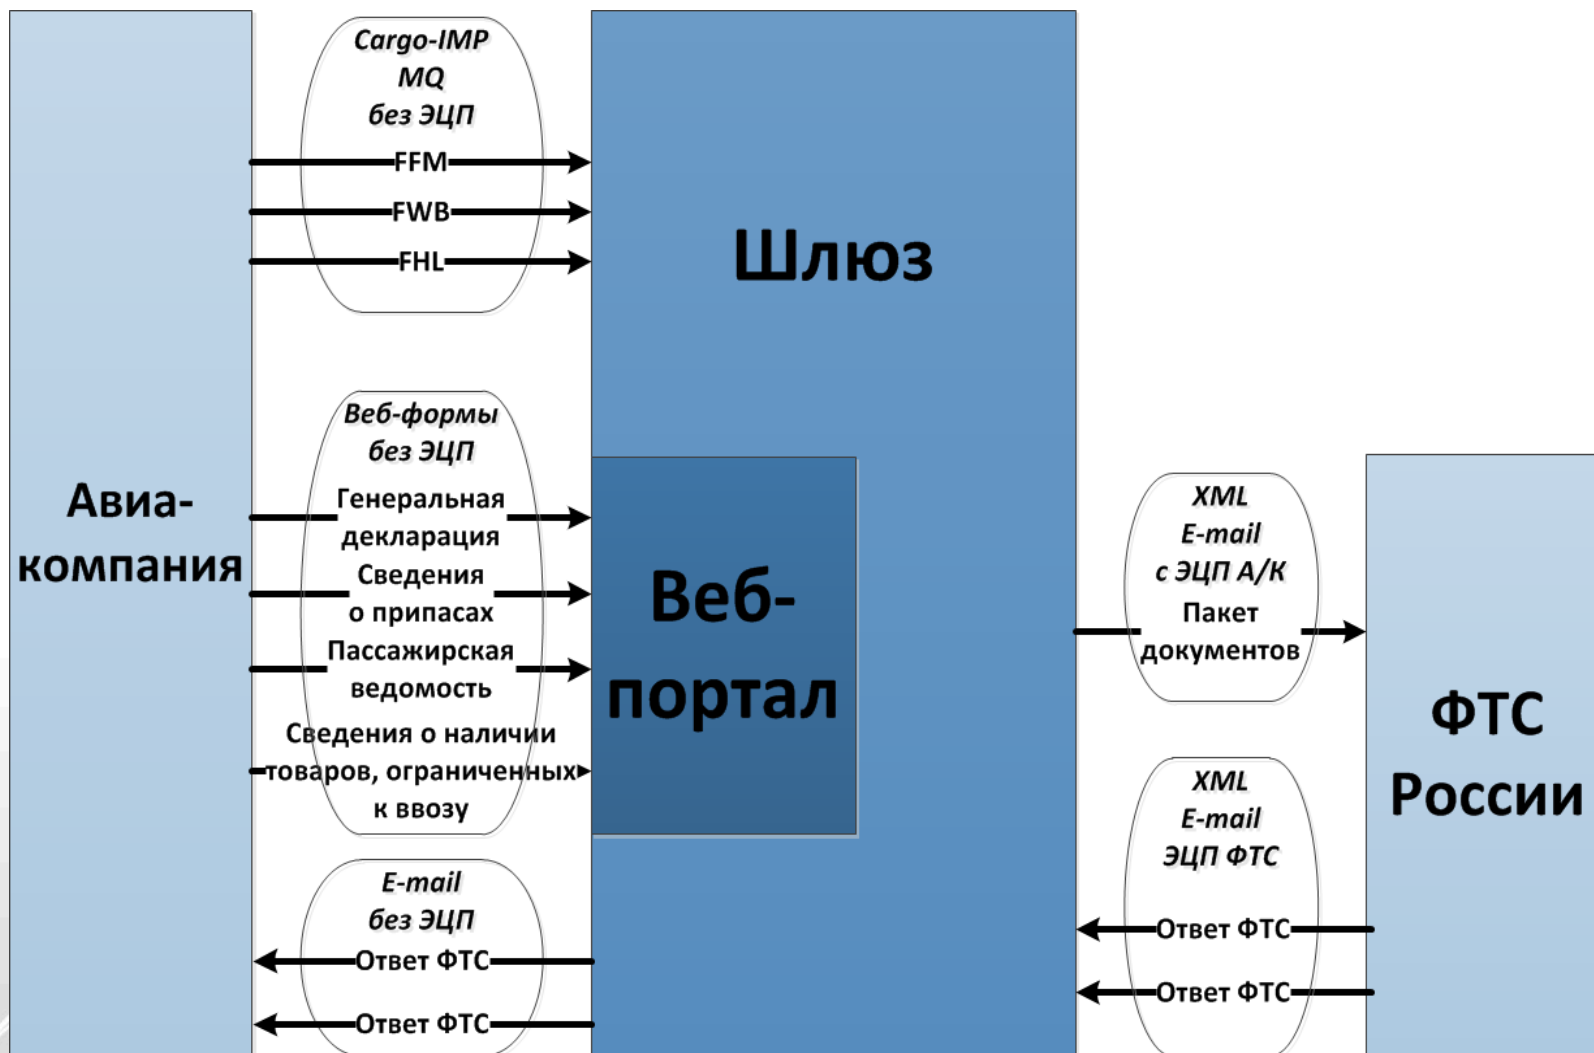 Авиа-
компания
Cargo-IMP
MQ
без ЭЦП
FFM
FWB
FHL
Веб-формы
без ЭЦП
Генеральная
декларация
Сведения
о припасах
Пассажирская
ведомость
Сведения о наличии
товаров, ограниченных
к ввозу
E-mail
без ЭЦП
Ответ ФТС
Ответ ФТС
Шлюз
Веб-
портал
XML
E-mail
с ЭЦП А/К
Пакет
документов
XML
E-mail
ЭЦП ФТС
Ответ ФТС
Ответ ФТС
ФТС
России